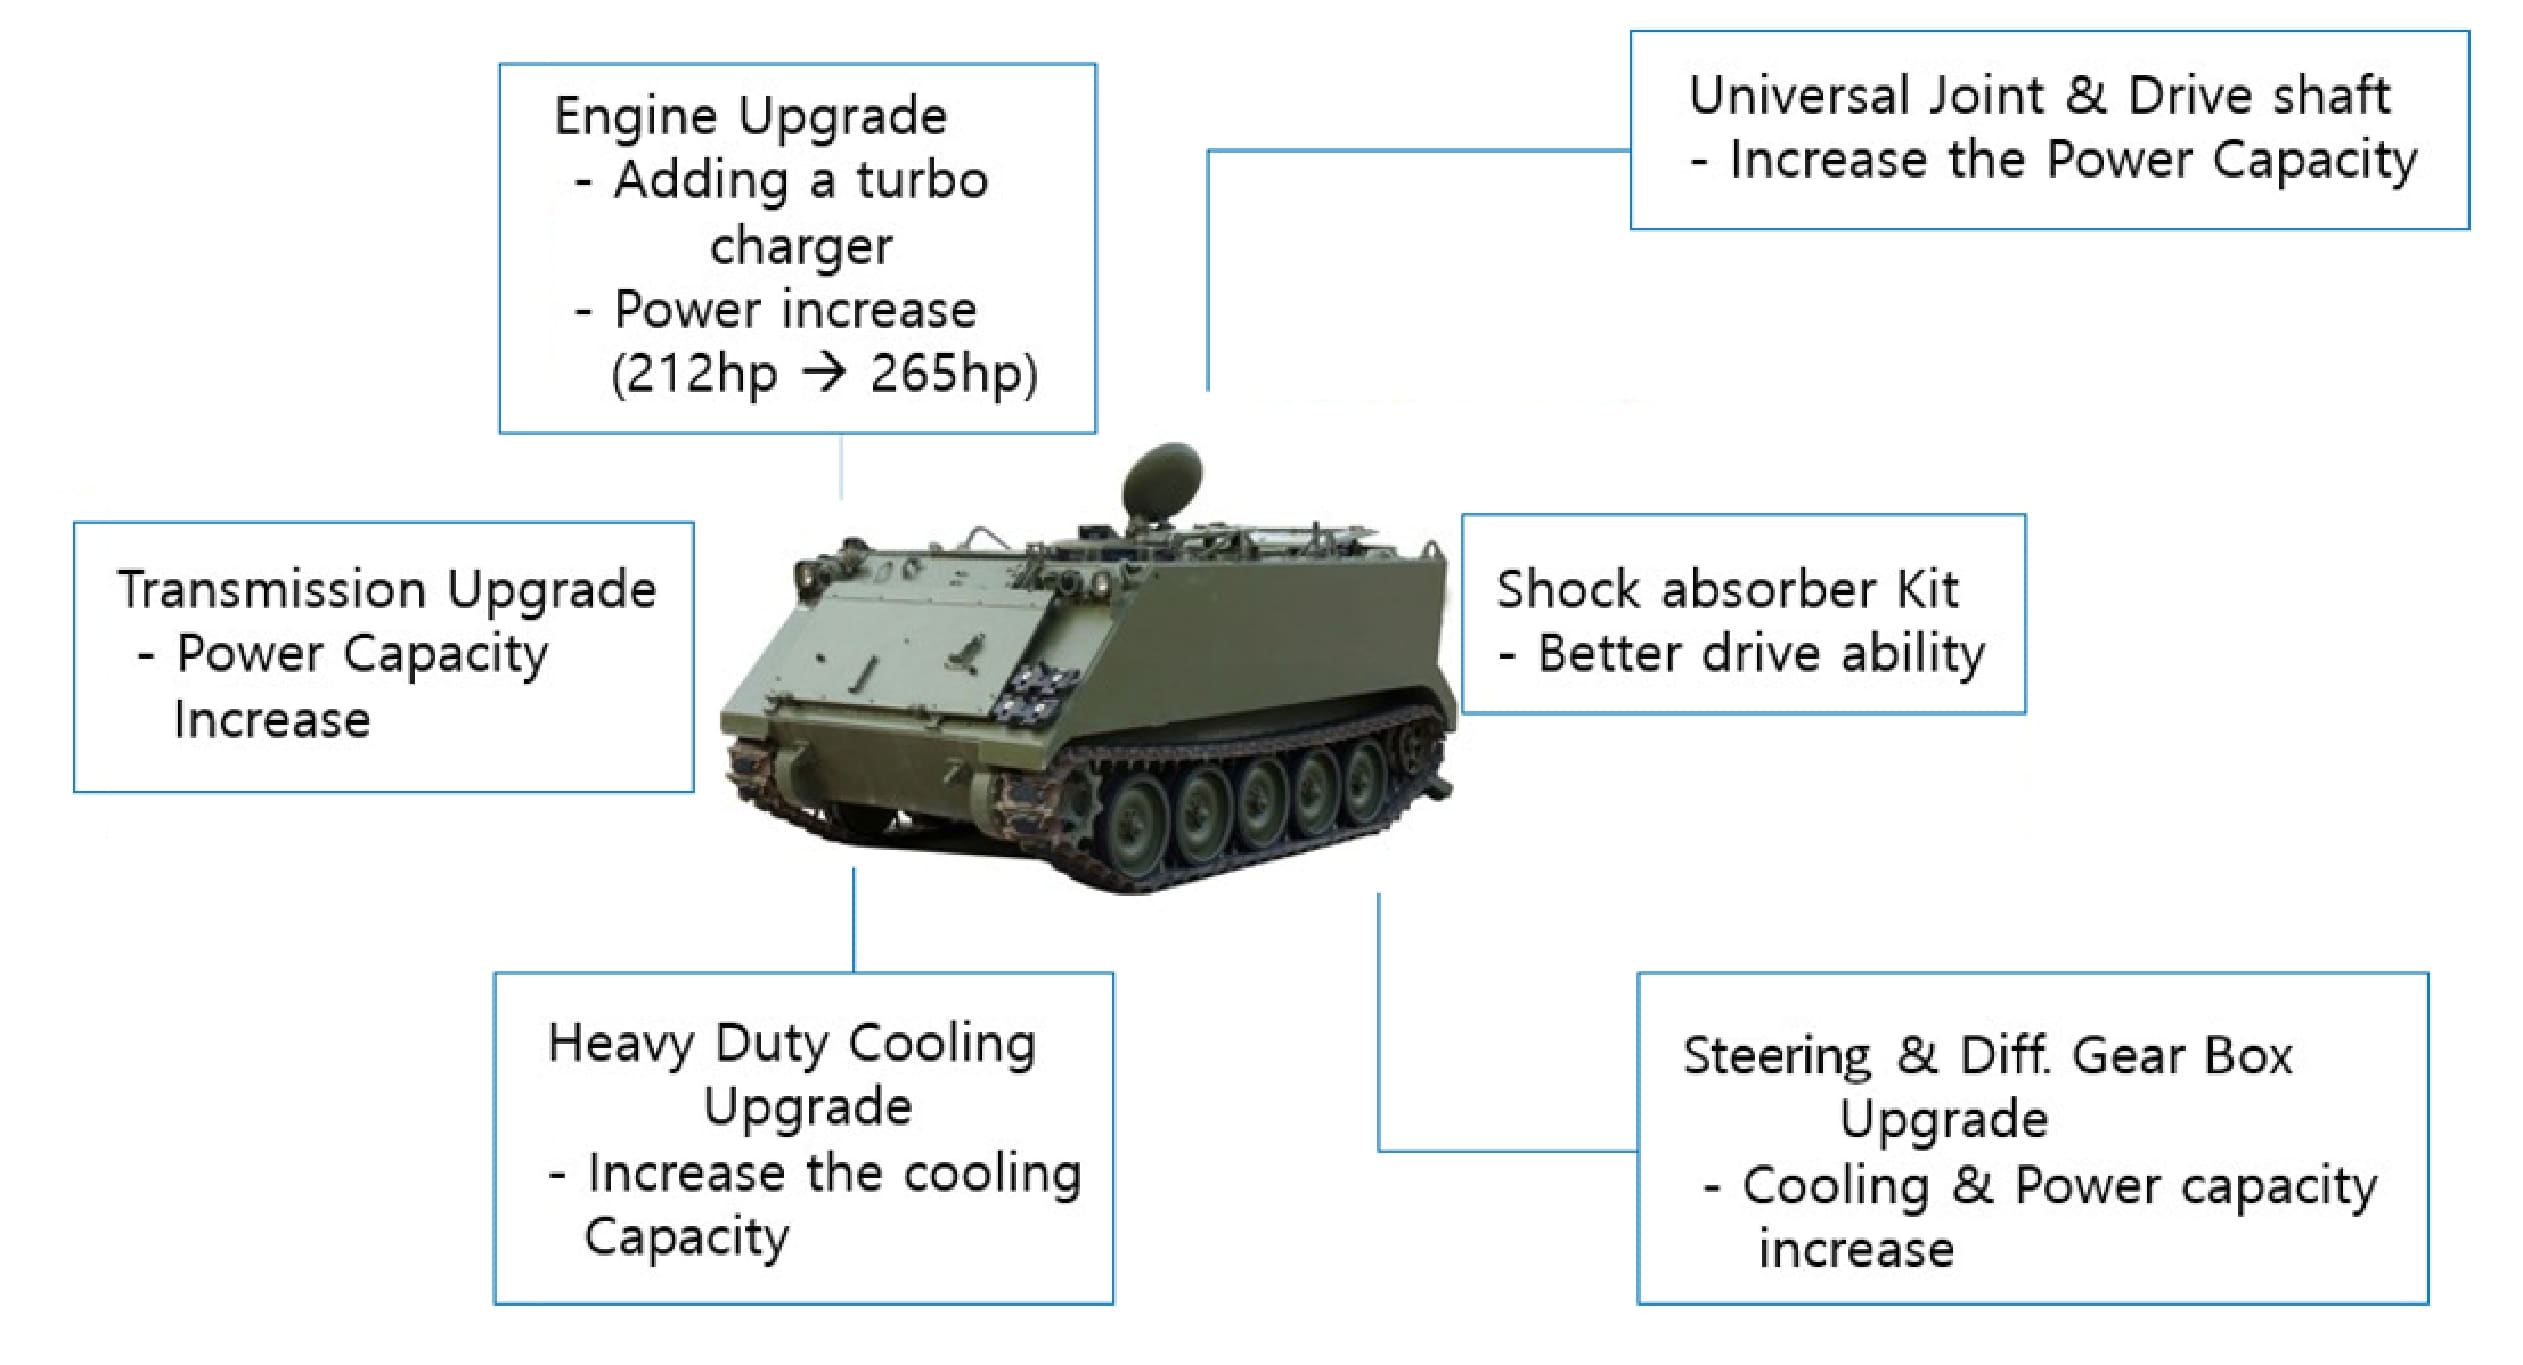 Engine Upgrade
- Adding a turbo
charger
- Power increase
(212hp → 265hp)
Universal Joint & Drive shaft
- Increase the Power Capacity
Transmission Upgrade
- Power Capacity
Increase
Shock absorber Kit
- Better drive ability
Heavy Duty Cooling
Upgrade
- Increase the cooling
Capacity
Steering & Diff. Gear Box
Upgrade
- Cooling & Power capacity
increase